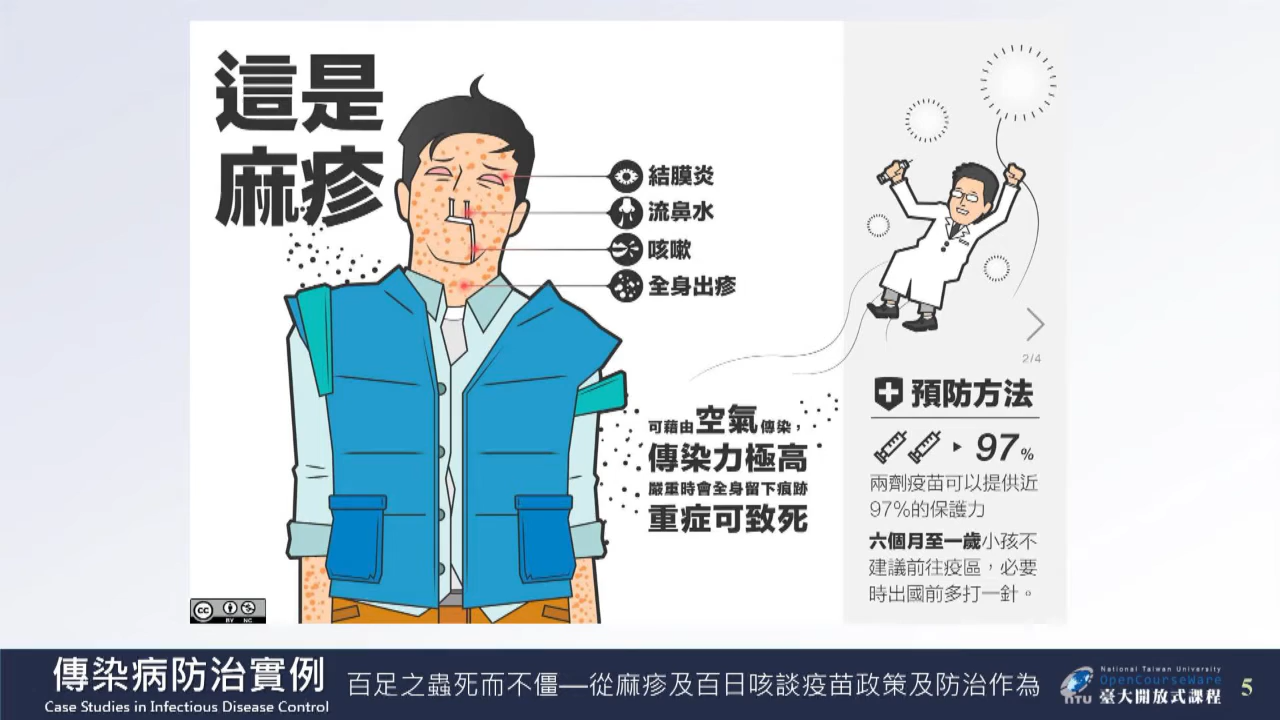 這是
麻疹
結膜炎
流鼻水
咳嗽
全身出疹
可藉由空氣傳染，
傳染力極高
嚴重時會全身留下痕跡
重症可致死
2/4
預防方法
97%
兩劑疫苗可以提供近
97%的保護力
六個月至一歲小孩不
建議前往疫區，必要
時出國前多打一針。
cc
BY NC
傳染病防治實例
Case Studies in Infectious Disease Control
百足之蟲死而不僵—從麻疹及百日咳談疫苗政策及防治作為
NTU
National Taiwan University
OpenCourseWare
臺大開放式課程
5